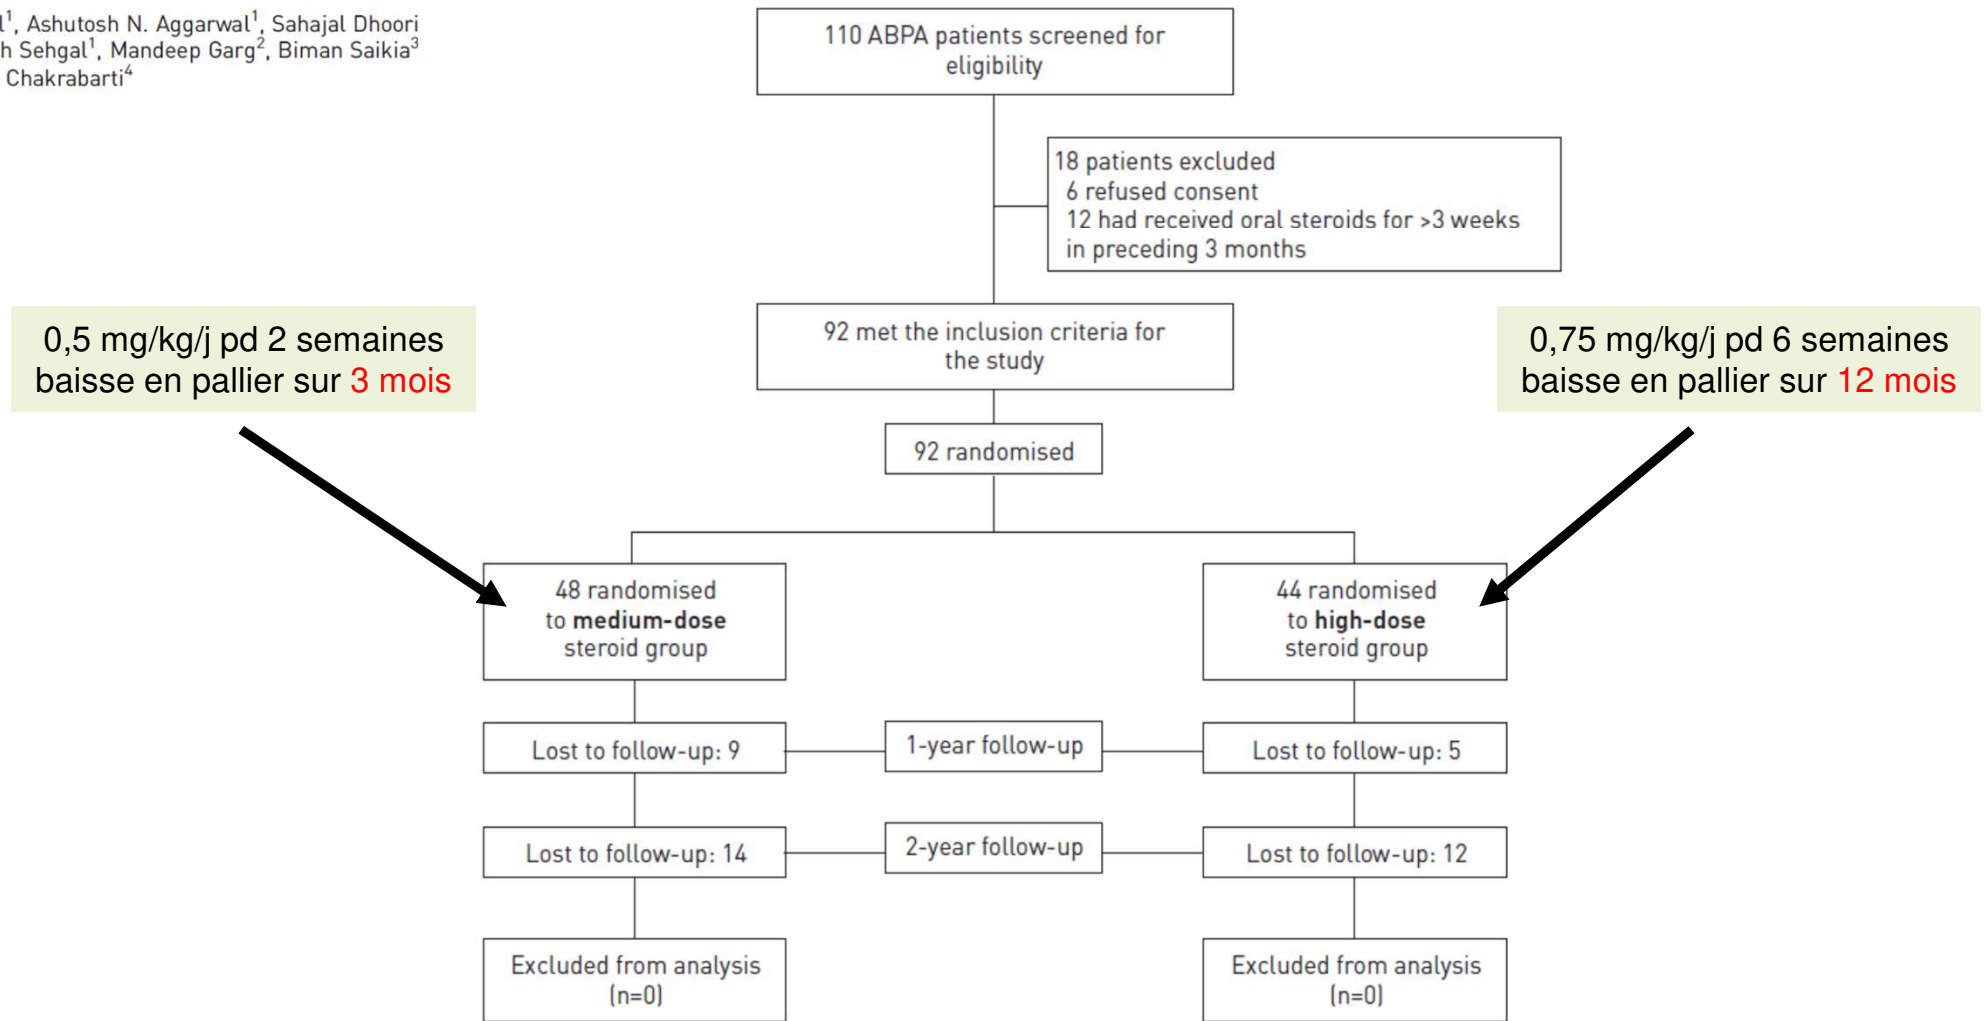 l¹, Ashutosh N. Aggarwal¹, Sahajal Dhoori
h Sehgal¹, Mandeep Garg², Biman Saikia³
Chakrabarti⁴
110 ABPA patients screened for
eligibility
18 patients excluded
6 refused consent
12 had received oral steroids for >3 weeks
in preceding 3 months
0,5 mg/kg/j pd 2 semaines
baisse en pallier sur 3 mois
92 met the inclusion criteria for
the study
0,75 mg/kg/j pd 6 semaines
baisse en pallier sur 12 mois
92 randomised
48 randomised
to medium-dose
steroid group
44 randomised
to high-dose
steroid group
Lost to follow-up: 9
1-year follow-up
Lost to follow-up: 5
Lost to follow-up: 14
2-year follow-up
Lost to follow-up: 12
Excluded from analysis
(n=0)
Excluded from analysis
(n=0)